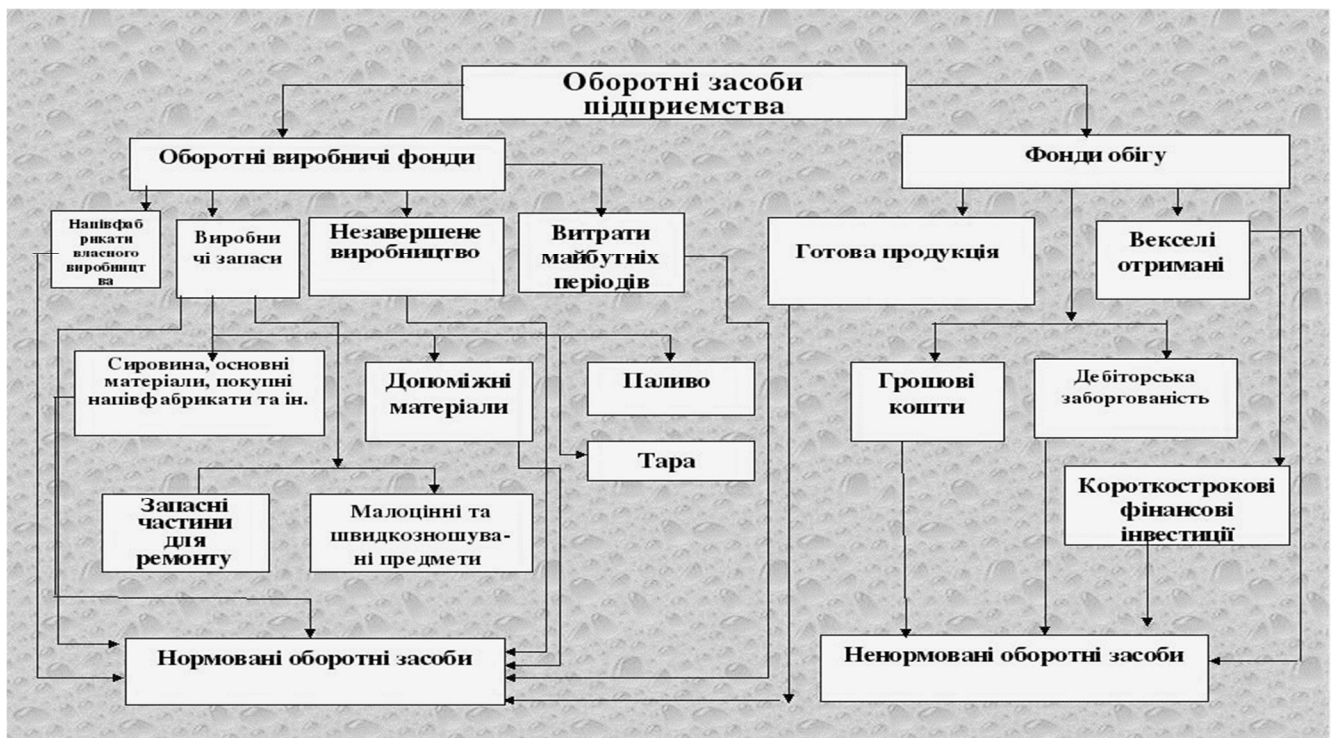 Оборотні засоби
підприємства
Оборотні виробничі фонди
Фонди обігу
Напівфаб
рикати
власного
виробницт
ва
Виробни
чі запаси
Незавершене
виробництво
Витрати
майбутніх
періодів
Готова продукція
Векселі
отримані
Сировина, основні
матеріали, покупні
напівфабрикати та ін.
Допоміжні
матеріали
Паливо
Грошові
кошти
Дебіторська
заборгованість
Тара
Запасні
частини
для
ремонту
Малоцінні та
швидкозношува-
ні предмети
Короткострокові
фінансові
інвестиції
Нормовані оборотні засоби
Ненормовані оборотні засоби